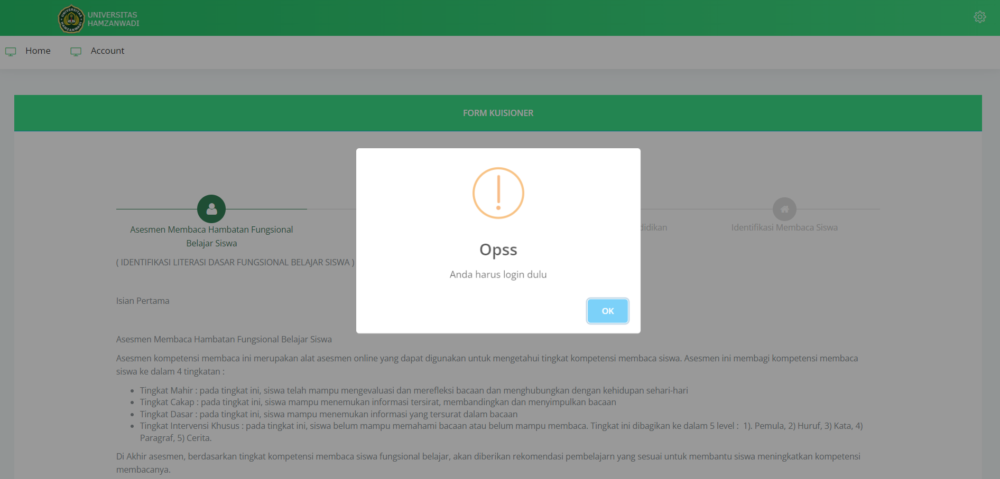 UNIVERSITAS
HAMZANWADI
Home
Account
FORM KUISIONER
Asesmen Membaca Hambatan Fungsional
Belajar Siswa
didikan
Identifikasi Membaca Siswa
( IDENTIFIKASI LITERASI DASAR FUNGSIONAL BELAJAR SISWA )
Opss
Anda harus login dulu
OK
Isian Pertama
Asesmen Membaca Hambatan Fungsional Belajar Siswa
Asesmen kompetensi membaca ini merupakan alat asesmen online yang dapat digunakan untuk mengetahui tingkat kompetensi membaca siswa. Asesmen ini membagi kompetensi membaca
siswa ke dalam 4 tingkatan :
• Tingkat Mahir : pada tingkat ini, siswa telah mampu mengevaluasi dan merefleksi bacaan dan menghubungkan dengan kehidupan sehari-hari
• Tingkat Cakap : pada tingkat ini, siswa mampu menemukan informasi tersirat, membandingkan dan menyimpulkan bacaan
• Tingkat Dasar : pada tingkat ini, siswa mampu menemukan informasi yang tersurat dalam bacaan
• Tingkat Intervensi Khusus : pada tingkat ini, siswa belum mampu memahami bacaan atau belum mampu membaca. Tingkat ini dibagikan ke dalam 5 level : 1). Pemula, 2) Huruf, 3) Kata, 4)
Paragraf, 5) Cerita.
Di Akhir asesmen, berdasarkan tingkat kompetensi membaca siswa fungsional belajar, akan diberikan rekomendasi pembelajarn yang sesuai untuk membantu siswa meningkatkan kompetensi
membacanya.